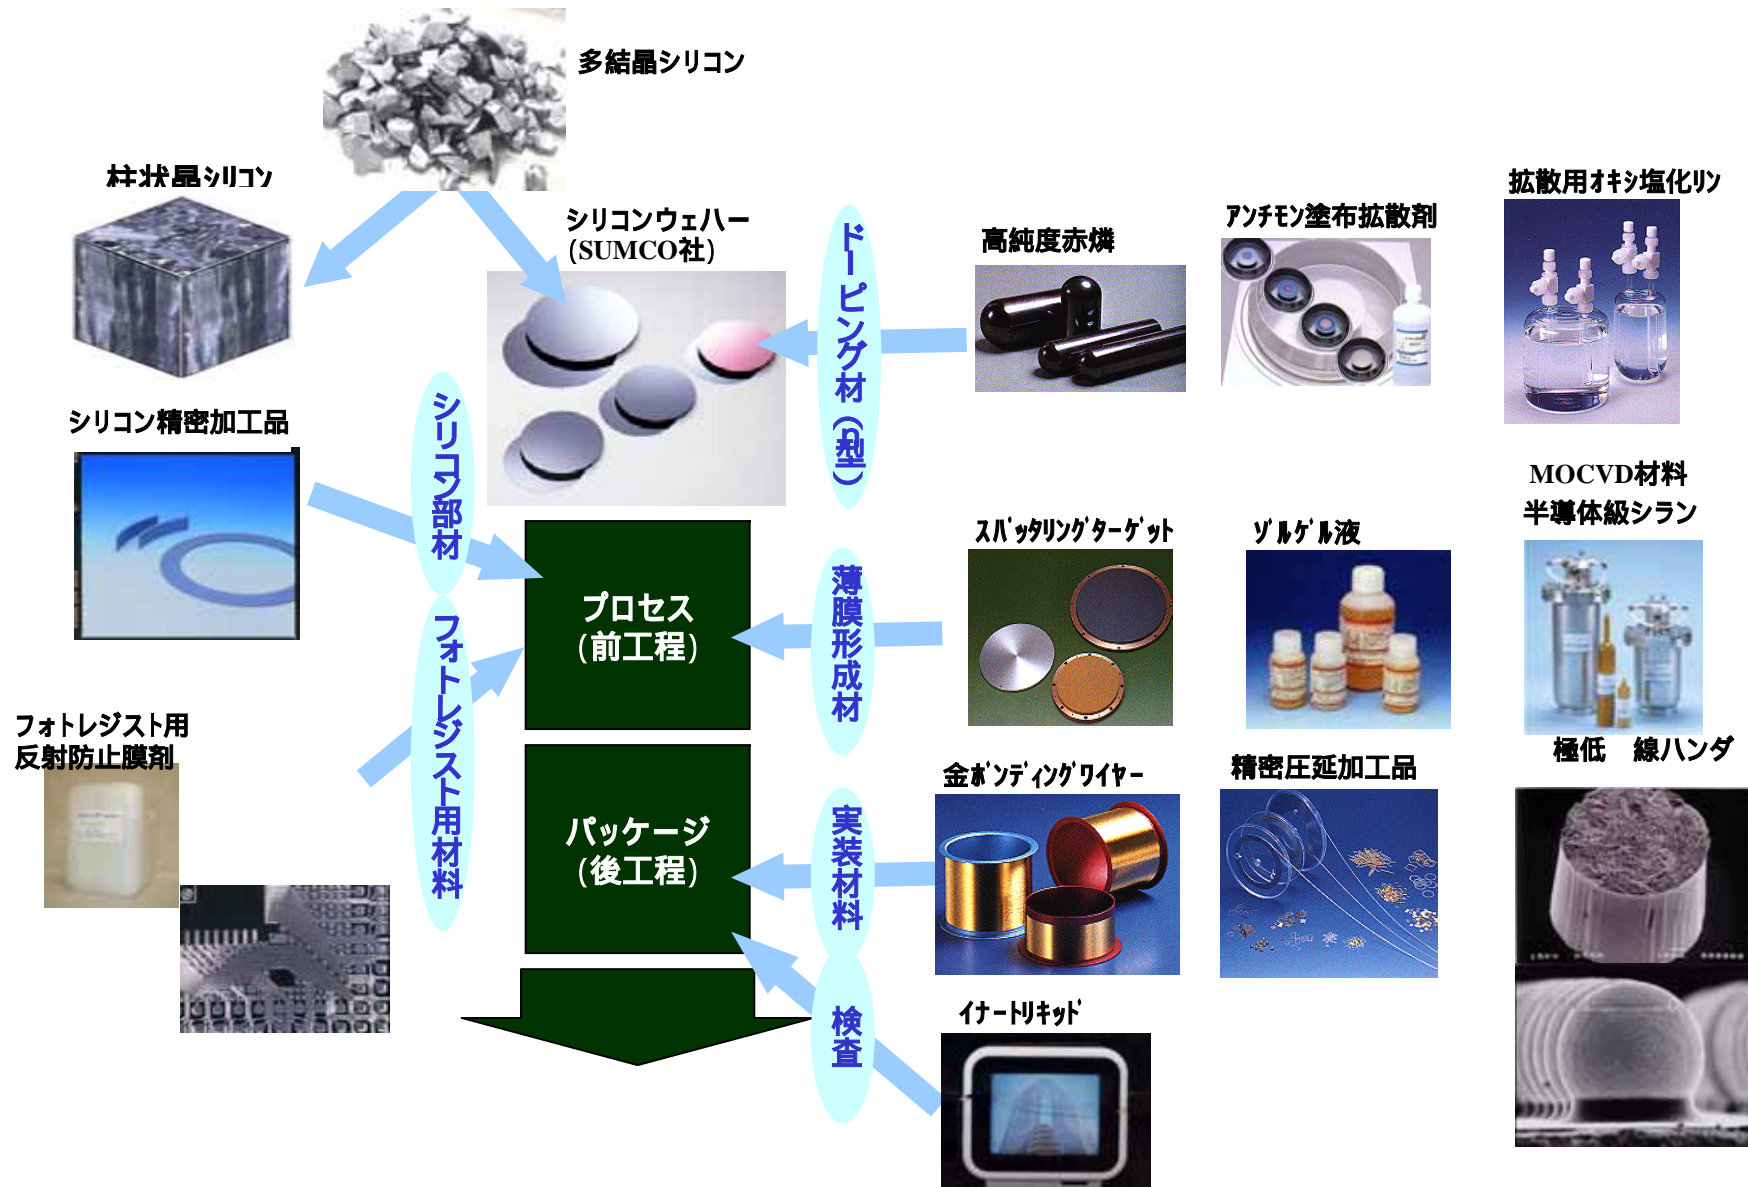 多結晶シリコン
柱状晶ｼﾘｺﾝ
シリコンウェハー
(SUMCO社)
ドーピング材（n型）
高純度赤燐
ｱﾝﾁﾓﾝ塗布拡散剤
拡散用ｵｷｼ塩化ﾘﾝ
シリコン精密加工品
シリコン部材
MOCVD材料
半導体級シラン
プロセス
(前工程)
薄膜形成材
ｽﾊﾟｯﾀﾘﾝｸﾞﾀｰｹﾞｯﾄ
ｿﾞﾙｹﾞﾙ液
フォトレジスト用材料
フォトレジスト用
反射防止膜剤
パッケージ
(後工程)
実装材料
金ﾎﾞﾝﾃﾞｨﾝｸﾞﾜｲﾔｰ
精密圧延加工品
極低　線ハンダ
検査
ｲﾅｰﾄﾘｷｯﾄﾞ